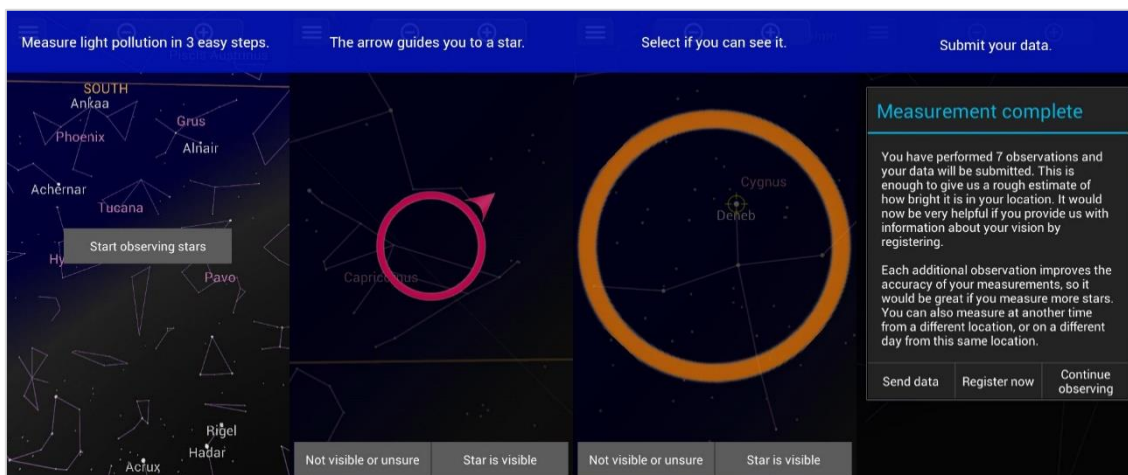 Measure light pollution in 3 easy steps.
SOUTH
Ankaa
Phoenix
Grus
Alnair
Achernar
Tucana
Start observing stars
Hy
Pavo
Rigel
Hadar
Acrux
The arrow guides you to a star.
Capricornus
Not visible or unsure
Star is visible
Select if you can see it.
Cygnus
Deneb
Not visible or unsure
Star is visible
Submit your data.
Measurement complete
You have performed 7 observations and
your data will be submitted. This is
enough to give us a rough estimate of
how bright it is in your location. It would
now be very helpful if you provide us with
information about your vision by
registering.
Each additional observation improves the
accuracy of your measurements, so it
would be great if you measure more stars.
You can also measure at another time
from a different location, or on a different
day from this same location.
Send data
Register now
Continue
observing